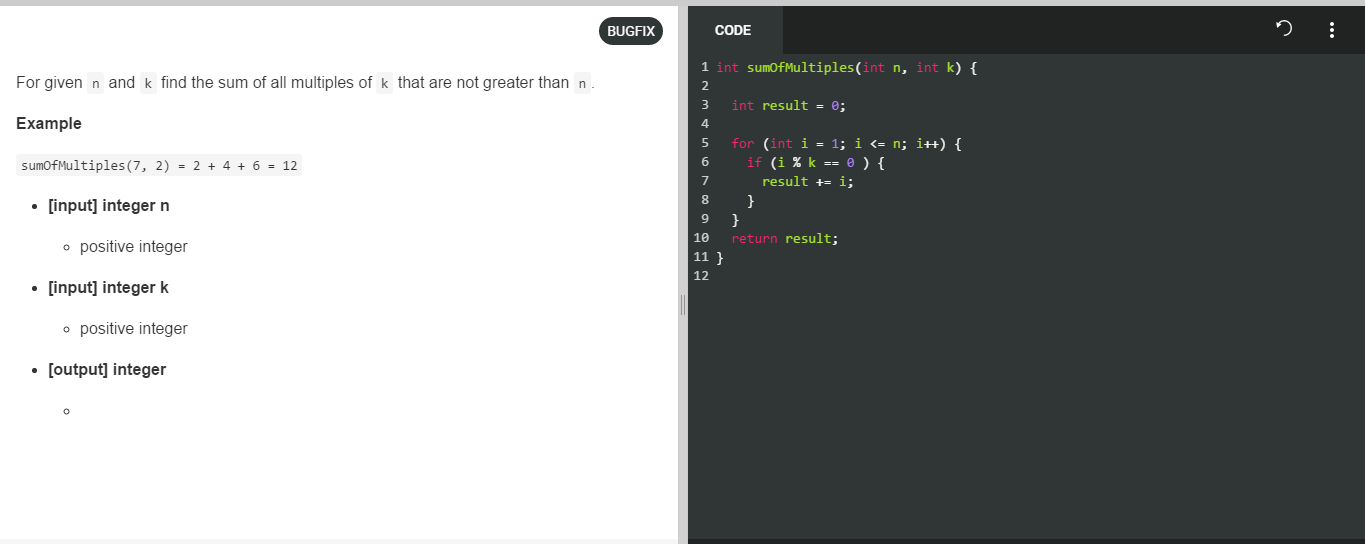 BUGFIX
For given n and k find the sum of all multiples of k that are not greater than n .
Example
sumOfMultiples(7, 2) = 2 + 4 + 6 = 12
[input] integer n
positive integer
[input] integer k
positive integer
[output] integer
CODE
1 int sumOfMultiples(int n, int k) {
2
3   int result = 0;
4
5   for (int i = 1; i <= n; i++) {
6     if (i % k == 0 ) {
7       result += i;
8     }
9   }
10   return result;
11 }
12